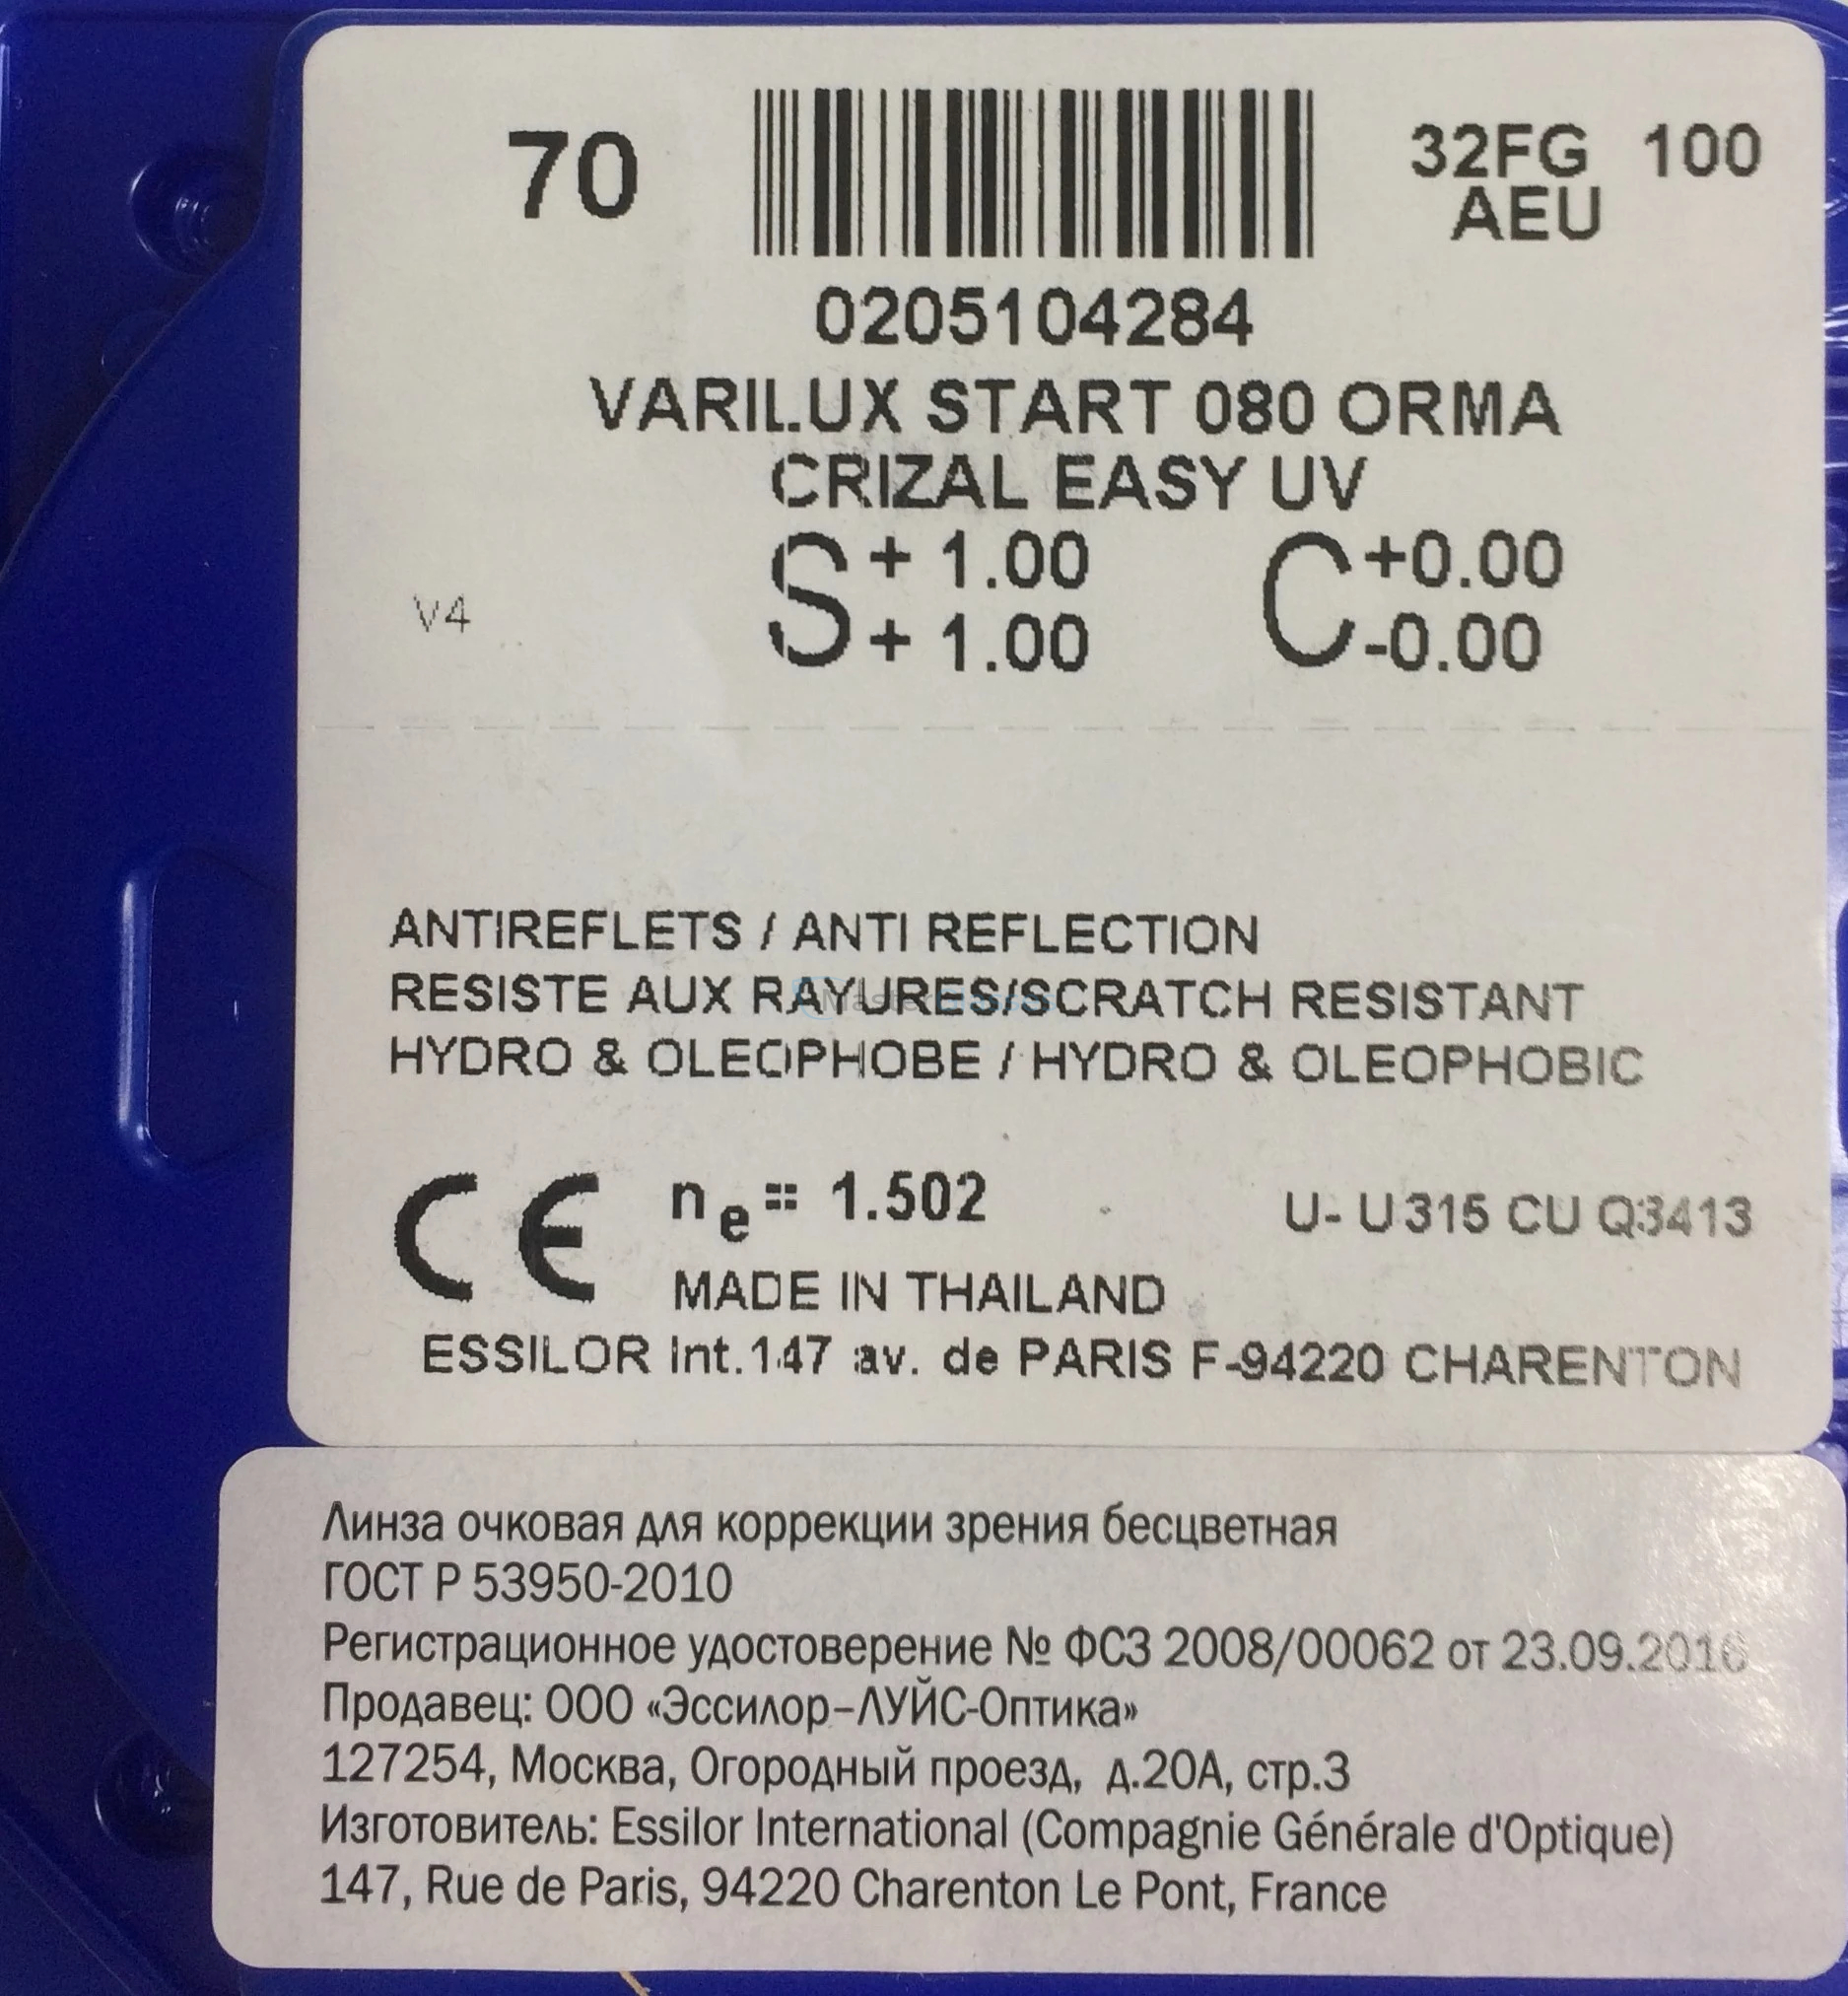 70
32FG 100
AEU
0205104284
VARILUX START 080 ORMA
CRIZAL EASY UV
S + 1.00 C +0.00
+ 1.00 -0.00
V4
ANTIREFLETS / ANTI REFLECTION
RESISTE AUX RAYURES/SCRATCH RESISTANT
HYDRO & OLEOPHOBE / HYDRO & OLEOPHOBIC
CE ne = 1.502 U- U 315 CU Q3413
MADE IN THAILAND
ESSILOR Int.147 av. de PARIS F-94220 CHARENTON
Линза очковая для коррекции зрения бесцветная
ГОСТ Р 53950-2010
Регистрационное удостоверение № ФСЗ 2008/00062 от 23.09.2016
Продавец: ООО «Эссилор–ЛУЙС-Оптика»
127254, Москва, Огородный проезд, д.20А, стр.3
Изготовитель: Essilor International (Compagnie Générale d'Optique)
147, Rue de Paris, 94220 Charenton Le Pont, France